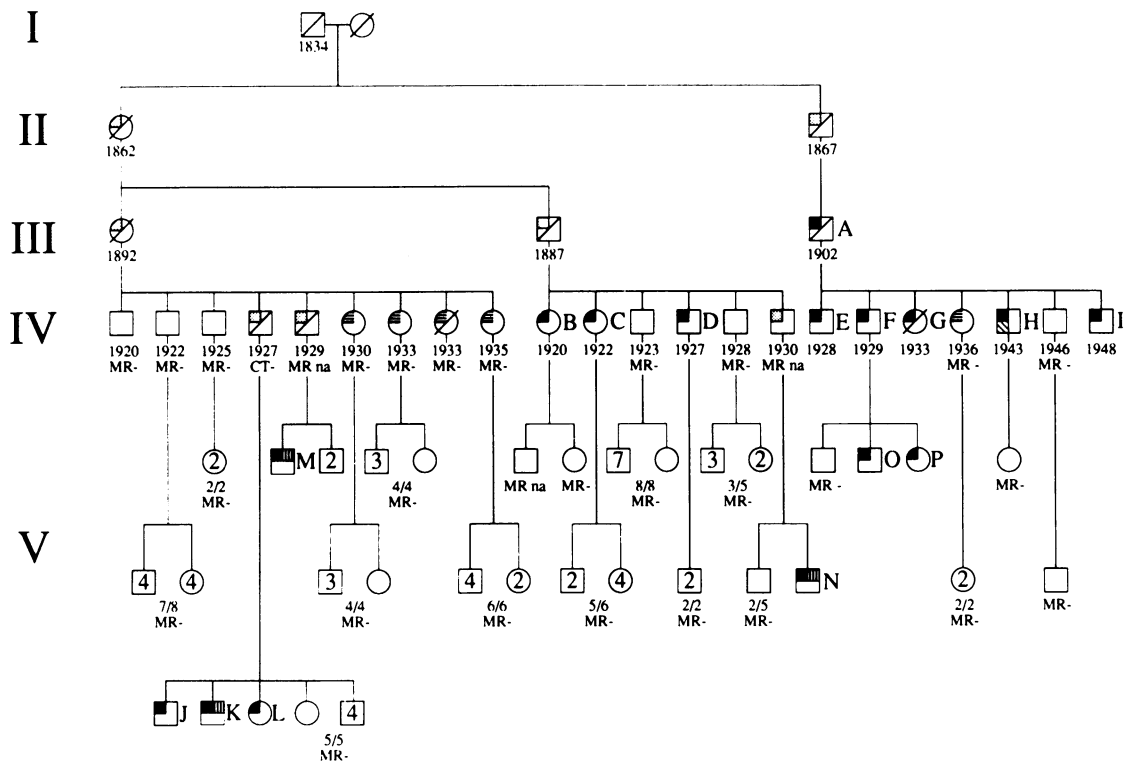 I
1834
II
1862 1867
III
A
1892 1887 1902
IV
B C D E F G H I
1920 1922 1925 1927 1929 1930 1933 1933 1935 1920 1922 1923 1927 1928 1930 1928 1929 1933 1936 1943 1946 1948
MR- MR- MR- CT- MR na MR- MR- MR- MR- MR- MR- MR na MR - MR -
2 M 2 3 7 3 2 O P
2/2 4/4 MR na MR- 8/8 3/5 MR - MR-
MR- MR- MR- MR-
V
4 4 3 4 2 2 4 2 N 2
7/8 4/4 6/6 5/6 2/2 2/5 2/2 MR-
MR- MR- MR- MR- MR- MR- MR-
J K L 4
5/5
MR-